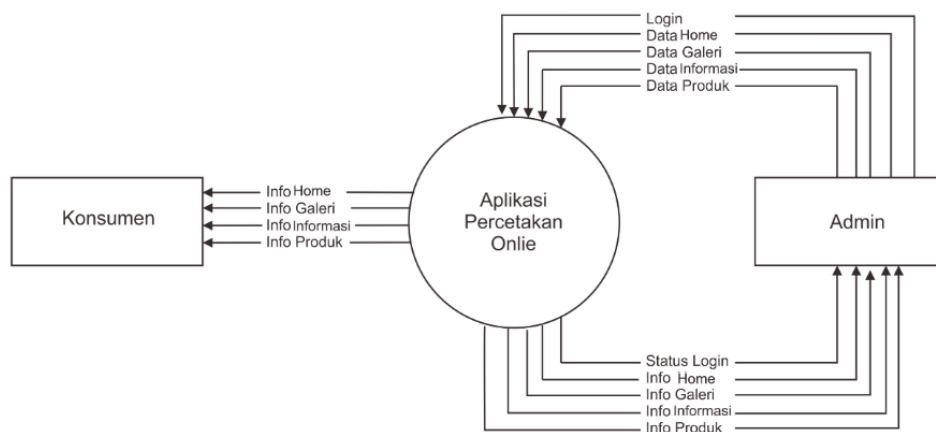 Login
Data Home
Data Galeri
Data Informasi
Data Produk
Konsumen
Info Home
Info Galeri
Info Informasi
Info Produk
Aplikasi
Percetakan
Onlie
Admin
Status Login
Info Home
Info Galeri
Info Informasi
Info Produk